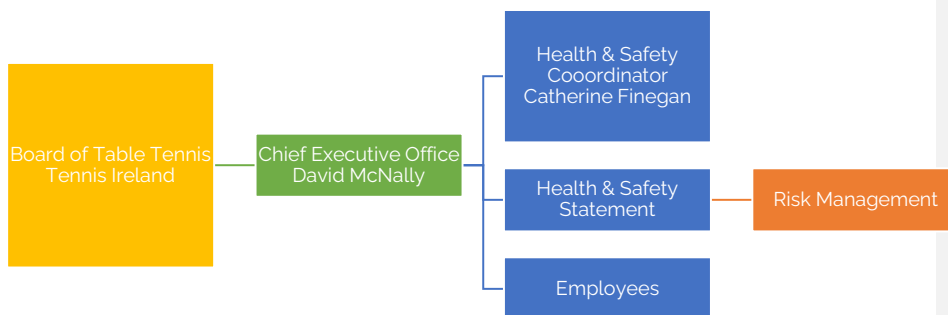 Board of Table Tennis
Tennis Ireland
Chief Executive Office
David McNally
Health & Safety
Cooordinator
Catherine Finegan
Health & Safety
Statement
Risk Management
Employees